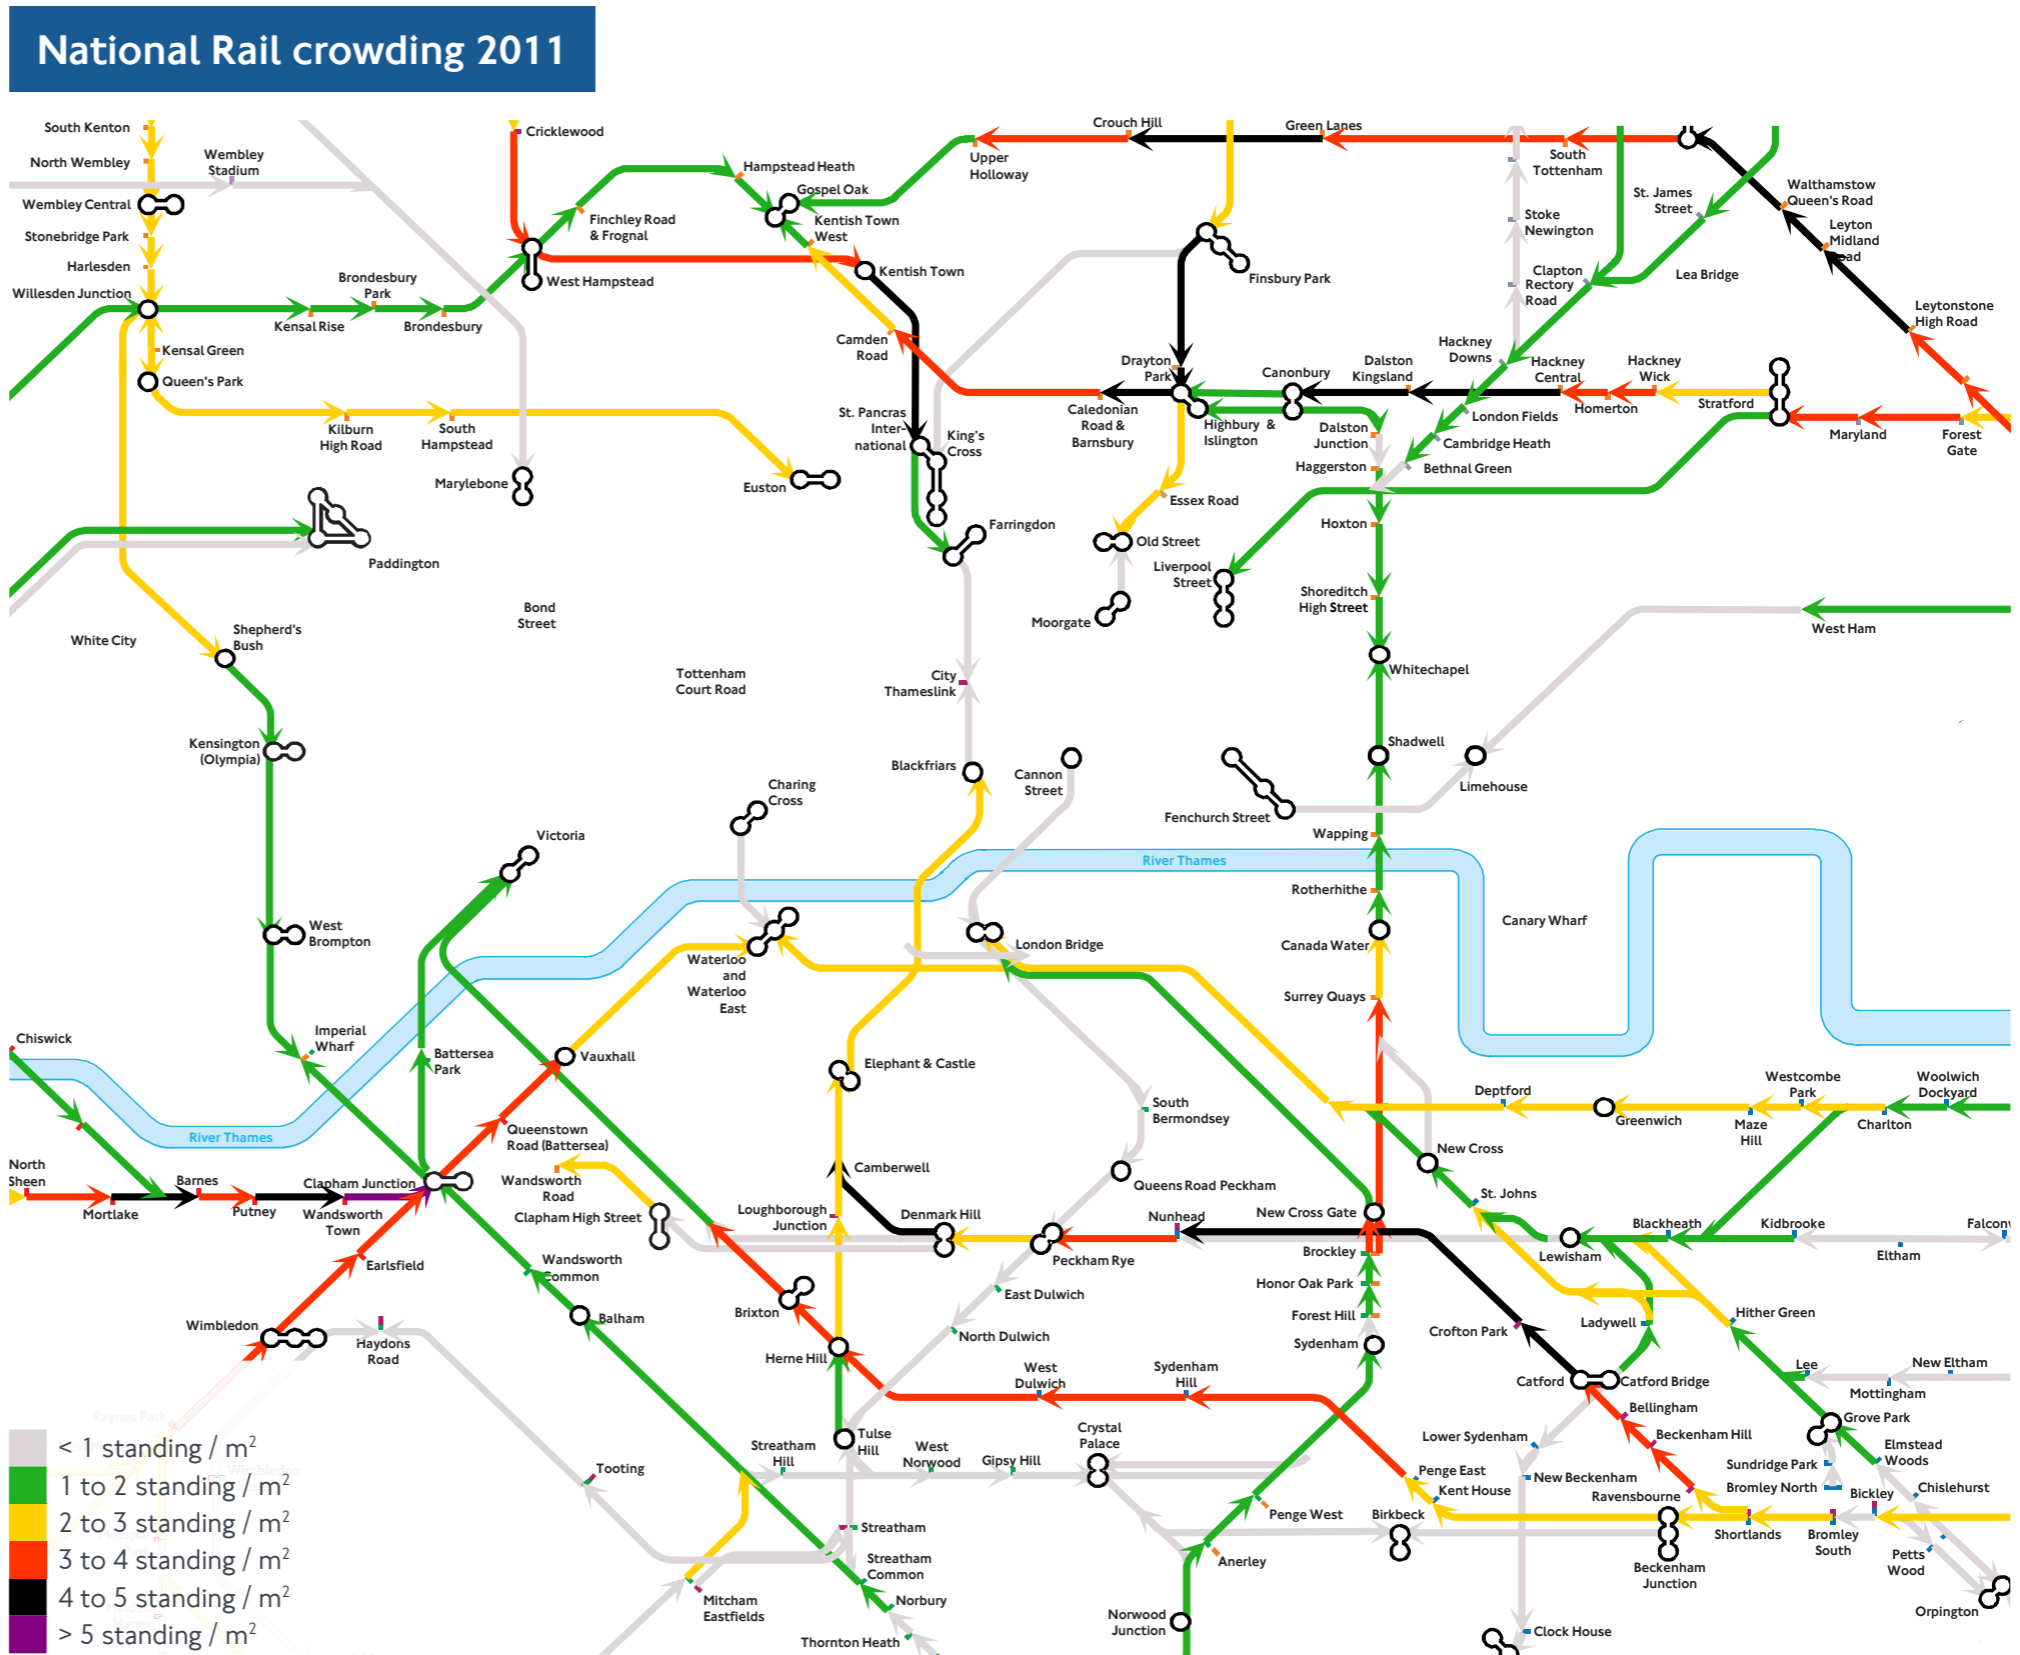 National Rail crowding 2011
South Kenton
North Wembley
Wembley
Stadium
Wembley Central
Stonebridge Park
Harlesden
Willesden Junction
Kensal Green
Queen's Park
Kensal Rise
Brondesbury
Park
Brondesbury
Cricklewood
Finchley Road
& Frognal
West Hampstead
Hampstead Heath
Gospel Oak
Kentish Town
West
Kentish Town
Camden
Road
Upper
Holloway
Crouch Hill
Green Lanes
South
Tottenham
Stoke
Newington
St. James
Street
Walthamstow
Queen's Road
Leyton
Midland
Road
Lea Bridge
Clapton
Rectory
Road
Leytonstone
High Road
Finsbury Park
Drayton
Park
Canonbury
Dalston
Kingsland
Hackney
Downs
Hackney
Central
Hackney
Wick
Homerton
Stratford
Maryland
Forest
Gate
London Fields
Cambridge Heath
Bethnal Green
Caledonian
Road &
Barnsbury
Highbury &
Islington
Dalston
Junction
Haggerston
Hoxton
Kilburn
High Road
South
Hampstead
Marylebone
Euston
St. Pancras
Inter-
national
King's
Cross
Farringdon
Essex Road
Old Street
Moorgate
Liverpool
Street
Shoreditch
High Street
Whitechapel
West Ham
Paddington
Bond
Street
White City
Shepherd's
Bush
Tottenham
Court Road
City
Thameslink
Kensington
(Olympia)
Blackfriars
Cannon
Street
Charing
Cross
Fenchurch Street
Shadwell
Limehouse
Wapping
Victoria
River Thames
Rotherhithe
Canada Water
Canary Wharf
Surrey Quays
West
Brompton
Waterloo
and
Waterloo
East
London Bridge
Chiswick
Imperial
Wharf
Battersea
Park
Vauxhall
Elephant & Castle
River Thames
Queenstown
Road (Battersea)
South
Bermondsey
Deptford
Greenwich
Westcombe
Park
Maze
Hill
Woolwich
Dockyard
Charlton
North
Sheen
Mortlake
Barnes
Putney
Clapham Junction
Wandsworth
Town
Wandsworth
Road
Clapham High Street
Camberwell
Loughborough
Junction
Denmark Hill
Queens Road Peckham
Peckham Rye
Nunhead
New Cross Gate
New Cross
St. Johns
Lewisham
Blackheath
Kidbrooke
Eltham
Falconw
Brockley
Honor Oak Park
Forest Hill
Sydenham
Earlsfield
Wandsworth
Common
Balham
Brixton
Herne Hill
East Dulwich
North Dulwich
Wimbledon
Haydons
Road
West
Dulwich
Sydenham
Hill
Crofton Park
Ladywell
Hither Green
Catford
Catford Bridge
Lee
Mottingham
New Eltham
Bellingham
Beckenham Hill
Grove Park
Elmstead
Woods
Lower Sydenham
New Beckenham
Ravensbourne
Sundridge Park
Bromley North
Bickley
Chislehurst
Raynes Park
Wimbledon
Tulse
Hill
Streatham
Hill
West
Norwood
Gipsy Hill
Crystal
Palace
Penge East
Kent House
Penge West
Birkbeck
Anerley
Shortlands
Bromley
South
Petts
Wood
Beckenham
Junction
Orpington
Tooting
Streatham
Streatham
Common
Norbury
Thornton Heath
Mitcham
Eastfields
Norwood
Junction
Clock House
< 1 standing / m²
1 to 2 standing / m²
2 to 3 standing / m²
3 to 4 standing / m²
4 to 5 standing / m²
> 5 standing / m²